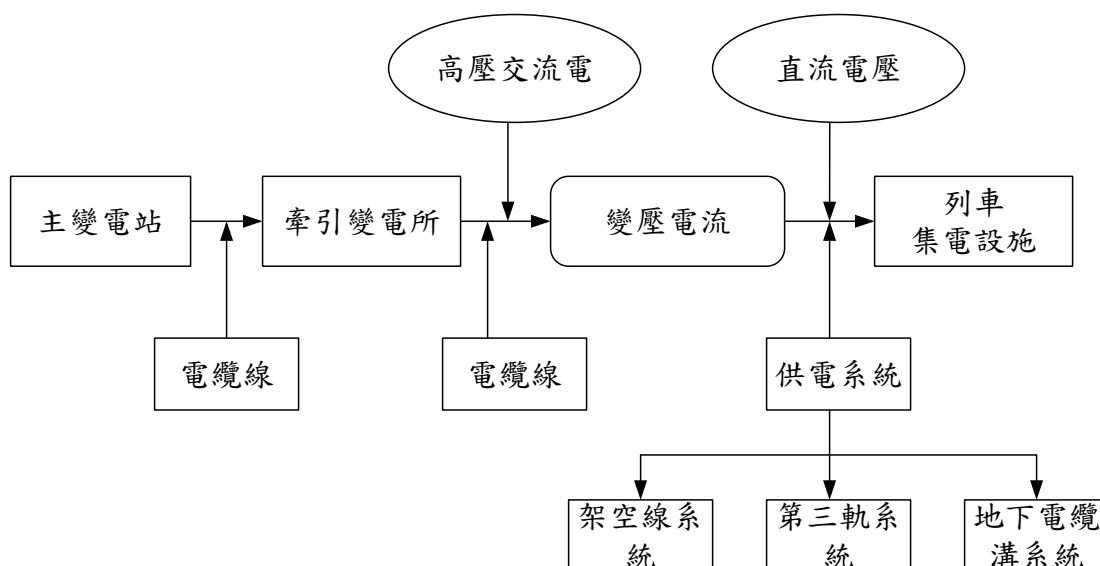 高壓交流電
直流電壓
主變電站
牽引變電所
變壓電流
列車
集電設施
電纜線
電纜線
供電系統
架空線系
統
第三軌系
統
地下電纜
溝系統